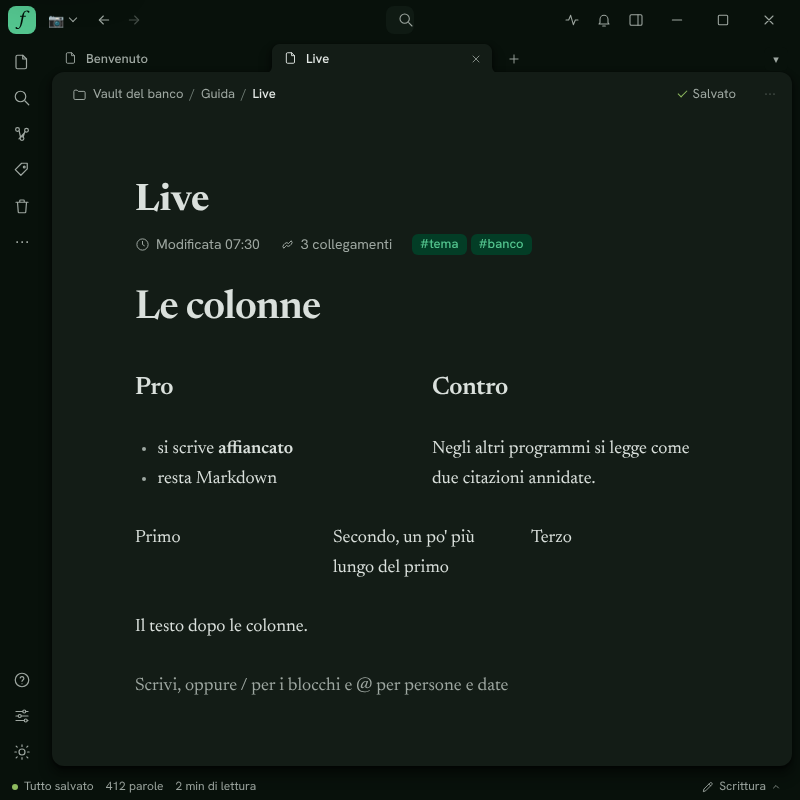 f
Benvenuto
Live
Vault del banco / Guida / Live
Salvato
Live
Modificata 07:30
3 collegamenti
#tema
#banco
Le colonne
Pro
Contro
si scrive affiancato
resta Markdown
Negli altri programmi si legge come
due citazioni annidate.
Primo
Secondo, un po' più
lungo del primo
Terzo
Il testo dopo le colonne.
Scrivi, oppure / per i blocchi e @ per persone e date
Tutto salvato
412 parole
2 min di lettura
Scrittura